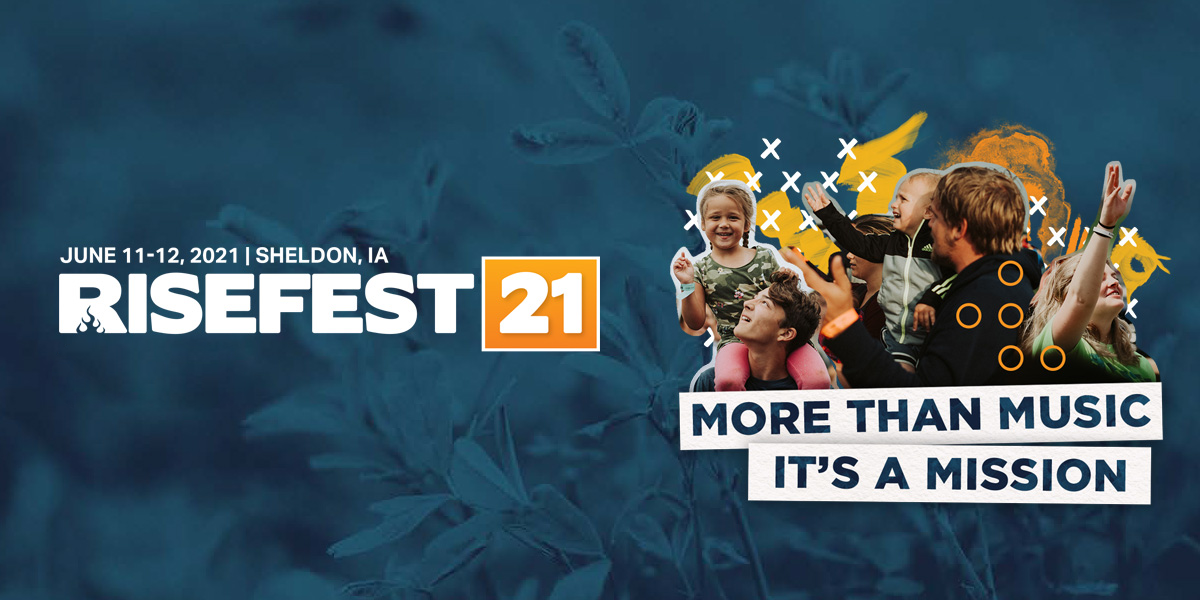 JUNE 11-12, 2021 | SHELDON, IA
RISEFEST 21
MORE THAN MUSIC
IT'S A MISSION